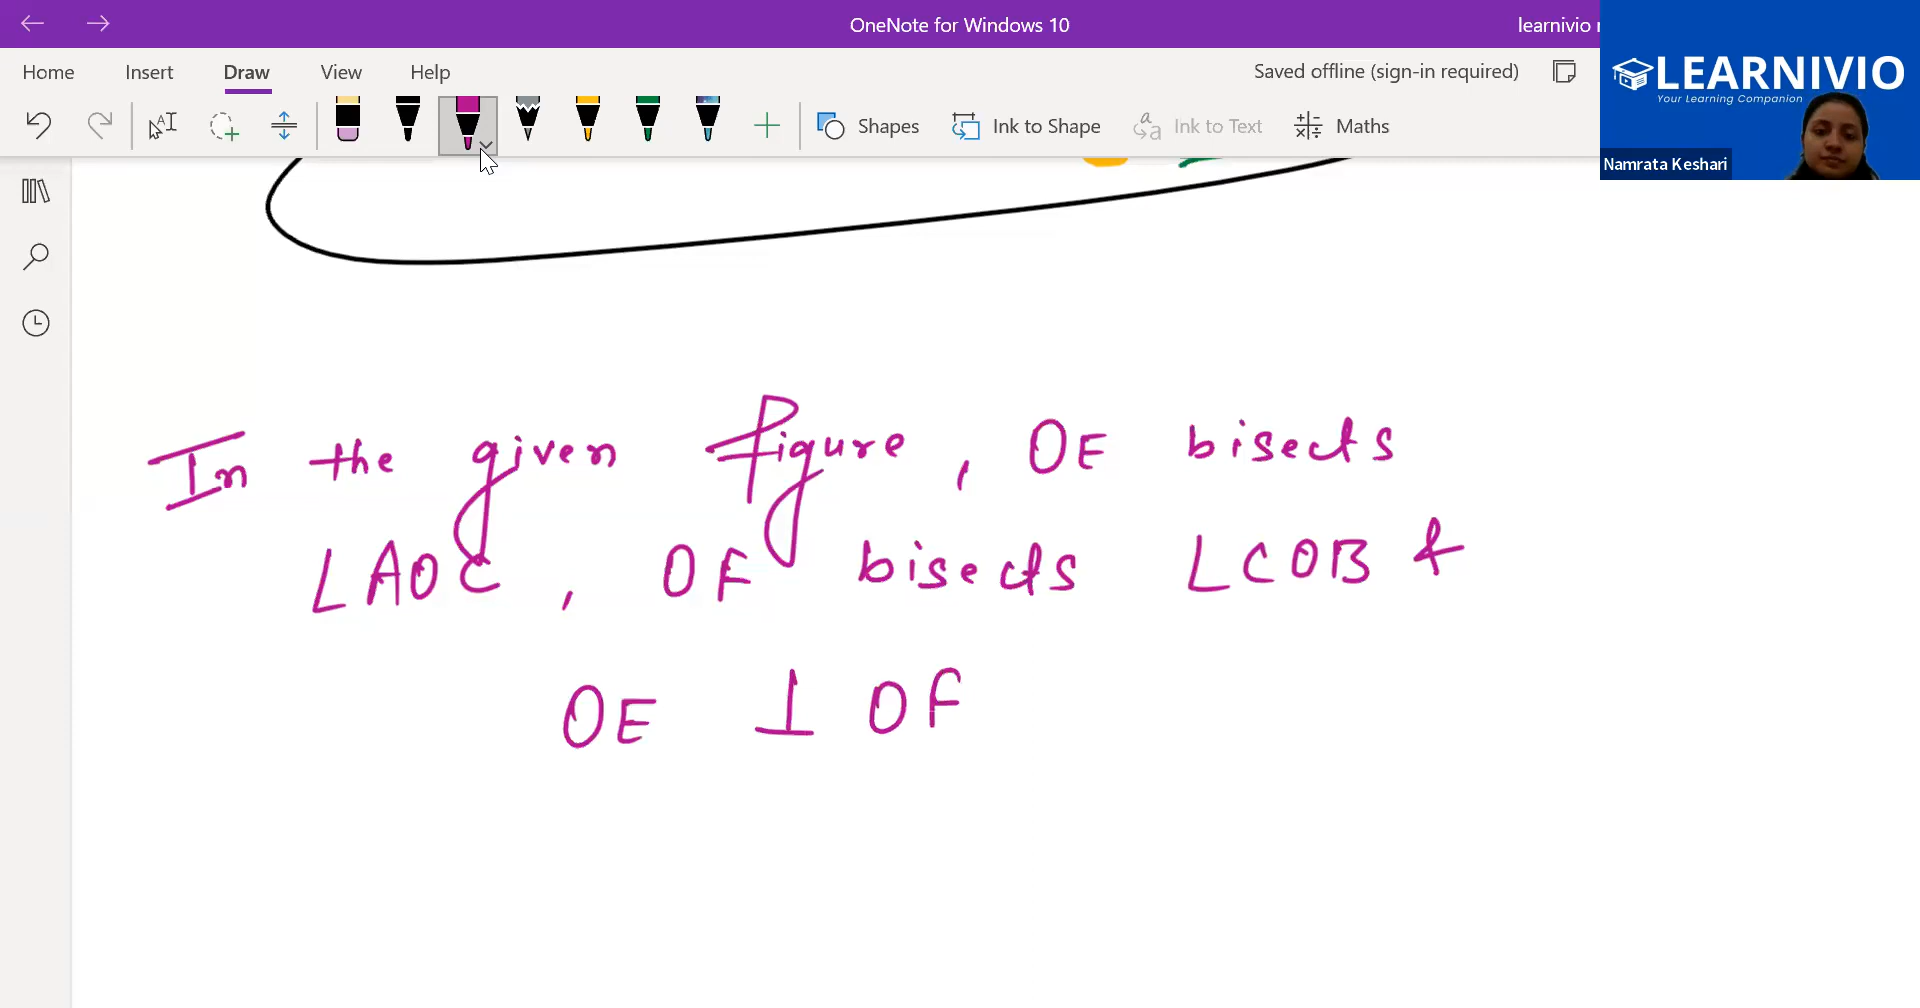 OneNote for Windows 10
learnivio
LEARNIVIO
Your Learning Companion
Namrata Keshari
Home Insert Draw View Help
Saved offline (sign-in required)
Shapes Ink to Shape Ink to Text Maths
In the given figure, OE bisects
∠AOC, OF bisects ∠COB &
OE ⊥ OF